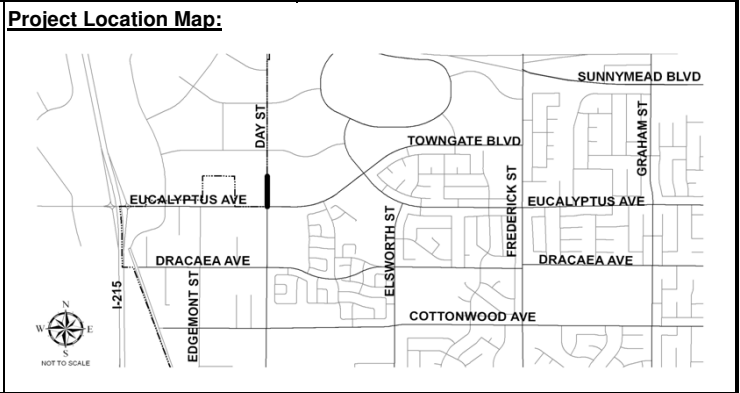 Project Location Map:
SUNNYMEAD BLVD
DAY ST
TOWNGATE BLVD
GRAHAM ST
EUCALYPTUS AVE
EUCALYPTUS AVE
FREDERICK ST
ELSWORTH ST
DRACAEA AVE
DRACAEA AVE
I-215
EDGEMONT ST
COTTONWOOD AVE
N
W E
S
NOT TO SCALE